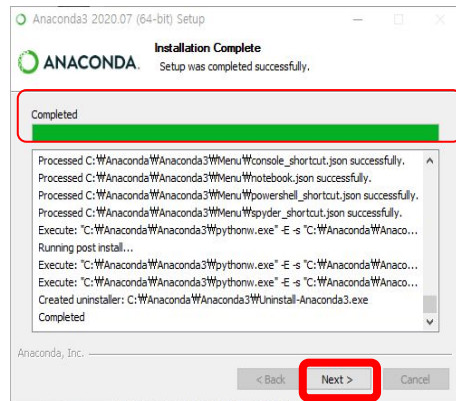 Anaconda3 2020.07 (64-bit) Setup
ANACONDA.
Installation Complete
Setup was completed successfully.
Completed
Processed C:₩Anaconda₩Anaconda3₩Menu₩console_shortcut.json successfully.
Processed C:₩Anaconda₩Anaconda3₩Menu₩notebook.json successfully.
Processed C:₩Anaconda₩Anaconda3₩Menu₩powershell_shortcut.json successfully.
Processed C:₩Anaconda₩Anaconda3₩Menu₩spyder_shortcut.json successfully.
Execute: "C:₩Anaconda₩Anaconda3₩pythonw.exe" -E -s "C:₩Anaconda₩Anaco...
Running post install...
Execute: "C:₩Anaconda₩Anaconda3₩pythonw.exe" -E -s "C:₩Anaconda₩Anaco...
Execute: "C:₩Anaconda₩Anaconda3₩pythonw.exe" -E -s "C:₩Anaconda₩Anaco...
Created uninstaller: C:₩Anaconda₩Anaconda3₩Uninstall-Anaconda3.exe
Completed
Anaconda, Inc.
< Back Next > Cancel